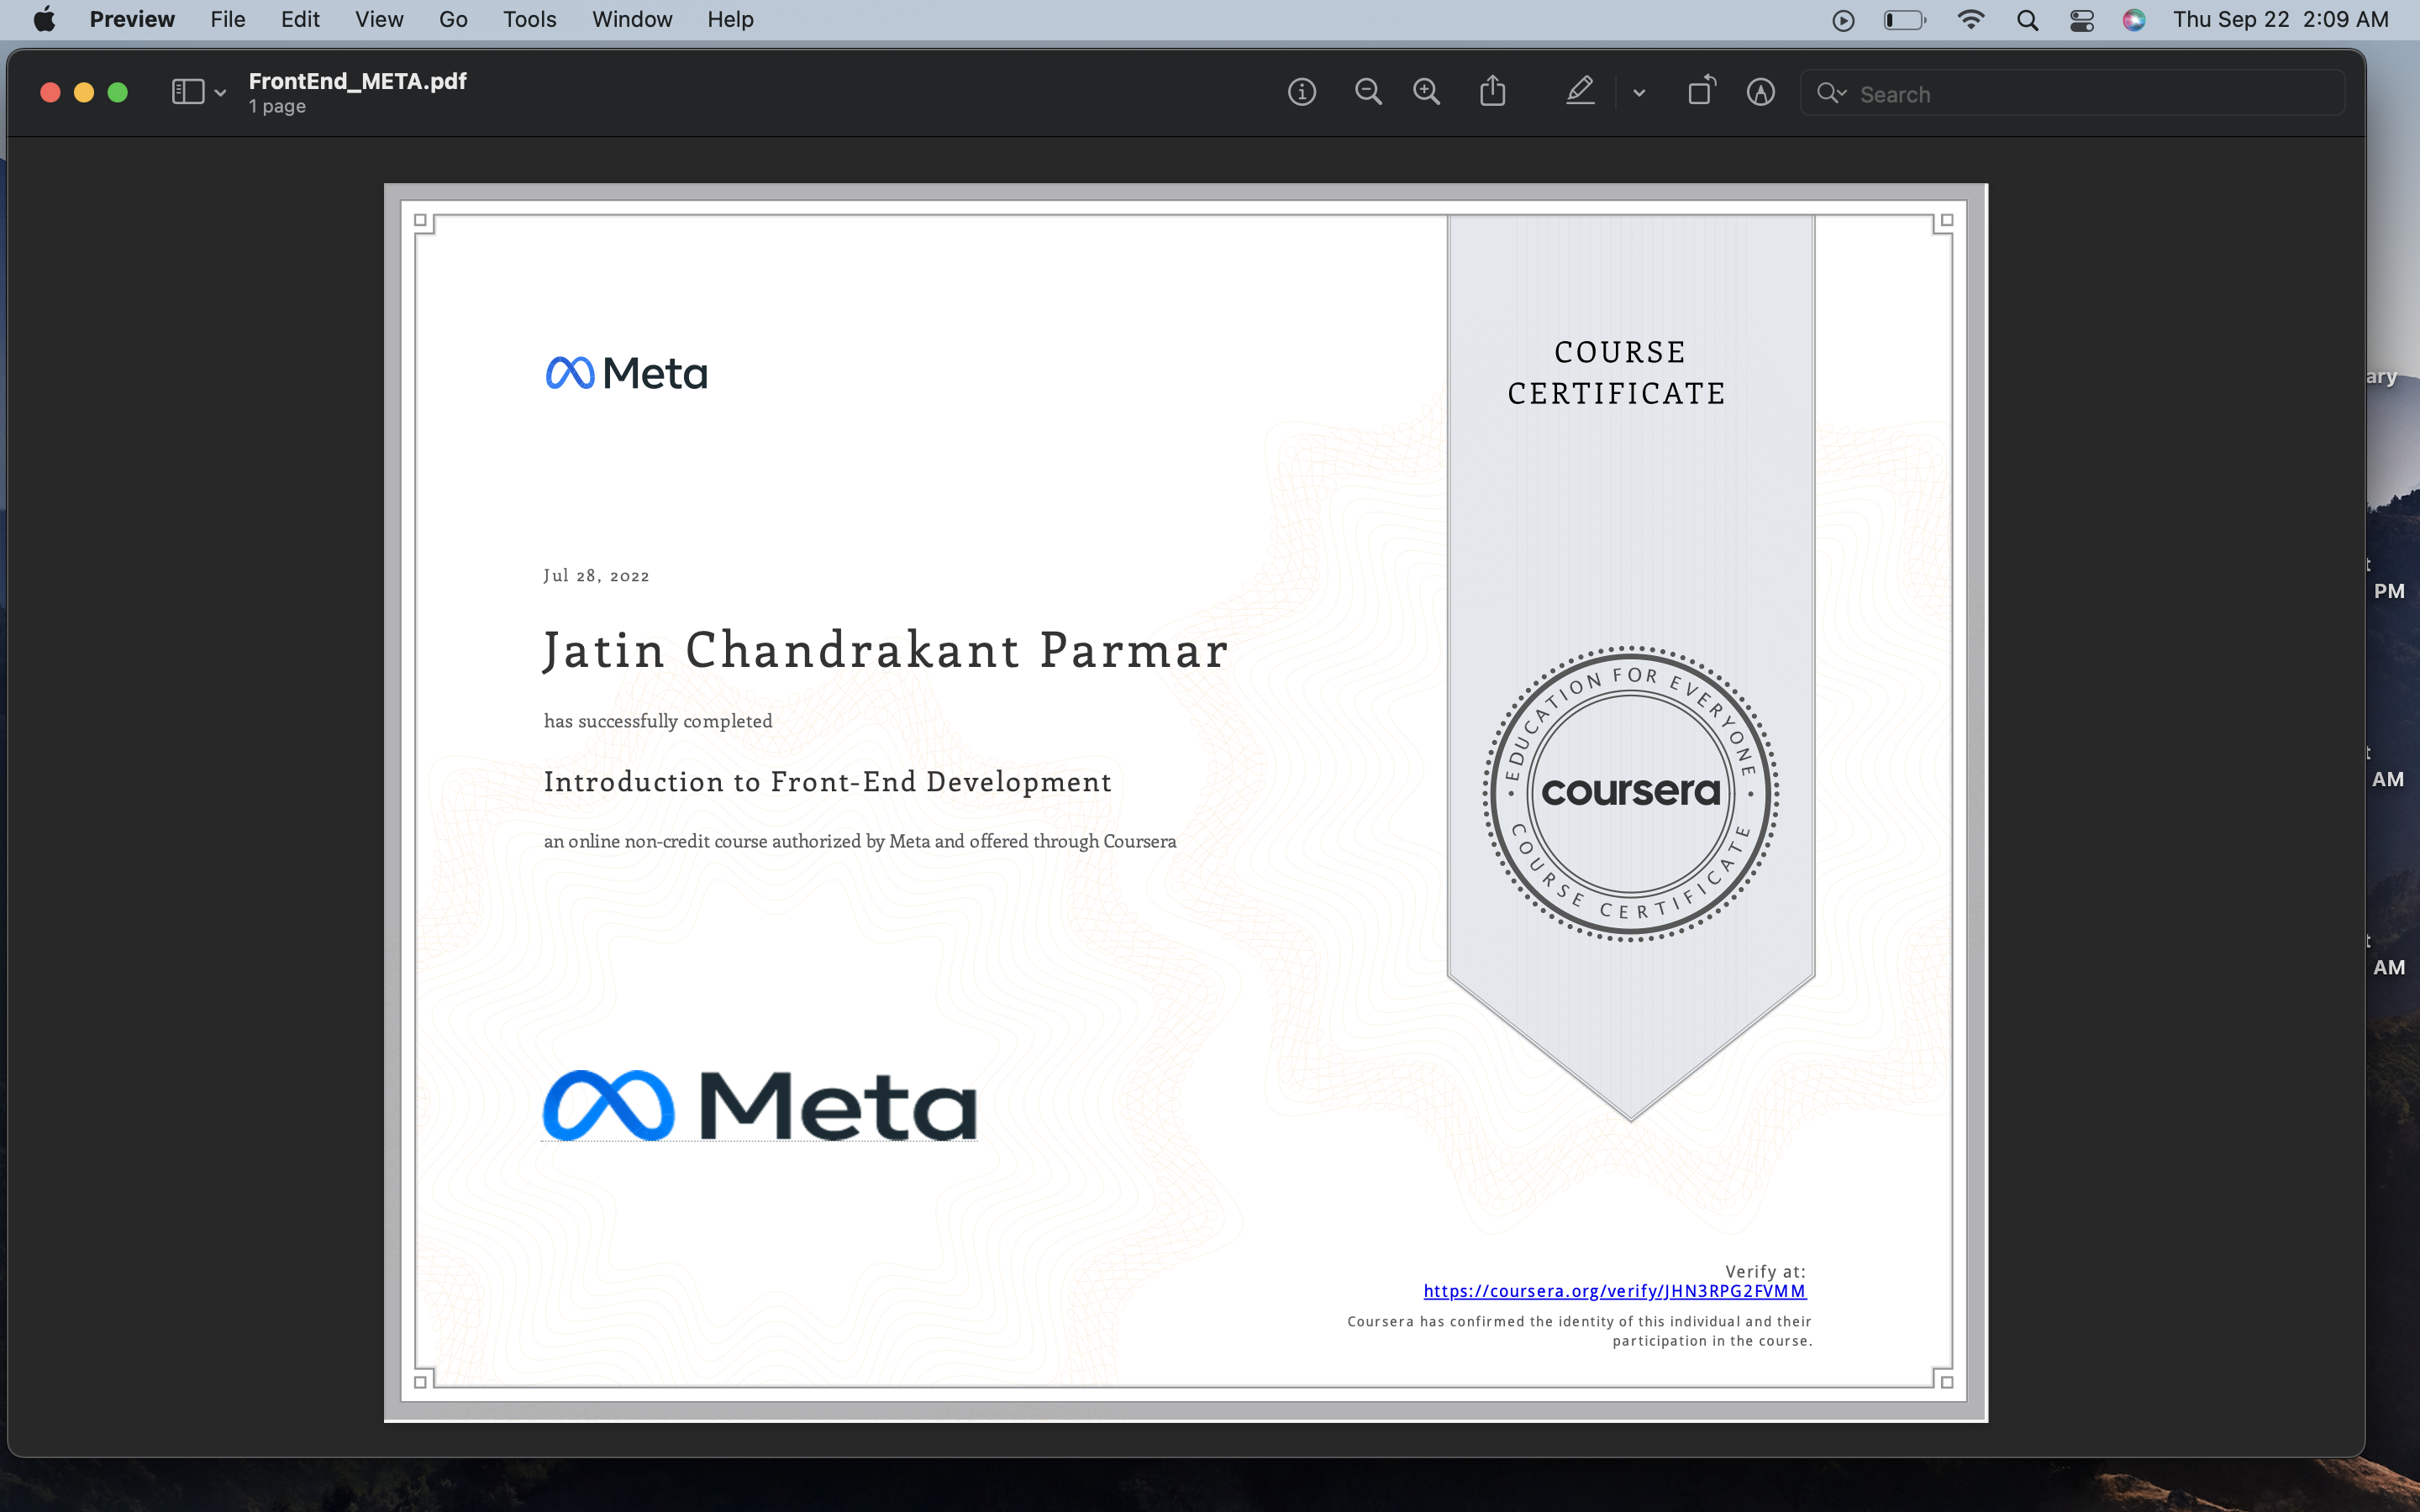 Preview File Edit View Go Tools Window Help Thu Sep 22 2:09 AM
FrontEnd_META.pdf
1 page
Search
Meta
COURSE
CERTIFICATE
Jul 28, 2022
Jatin Chandrakant Parmar
has successfully completed
Introduction to Front-End Development
an online non-credit course authorized by Meta and offered through Coursera
EDUCATION FOR EVERYONE
coursera
COURSE CERTIFICATE
Meta
Verify at:
https://coursera.org/verify/JHN3RPG2FVMM
Coursera has confirmed the identity of this individual and their
participation in the course.
ary
t
PM
t
AM
t
AM